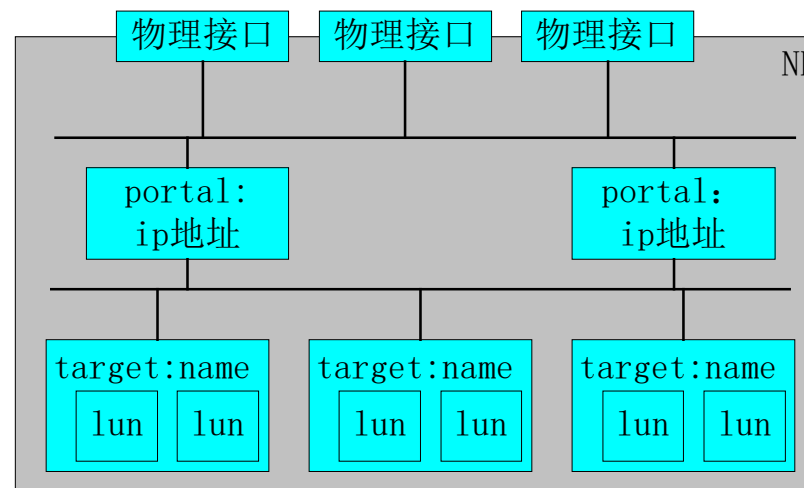 物理接口
物理接口
物理接口
portal:
ip地址
portal：
ip地址
target:name
lun
lun
target:name
lun
lun
target:name
lun
lun